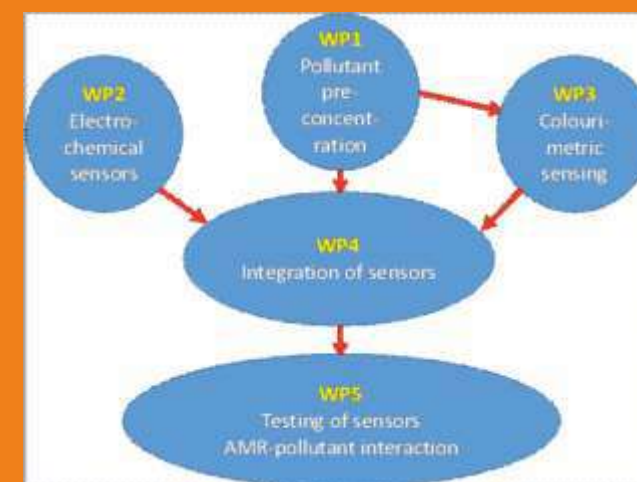 WP1
Pollutant
pre-
concent-
ration
WP2
Electro-
chemical
sensors
WP3
Colouri-
metric
sensing
WP4
Integration of sensors
WP5
Testing of sensors
AMR-pollutant interaction